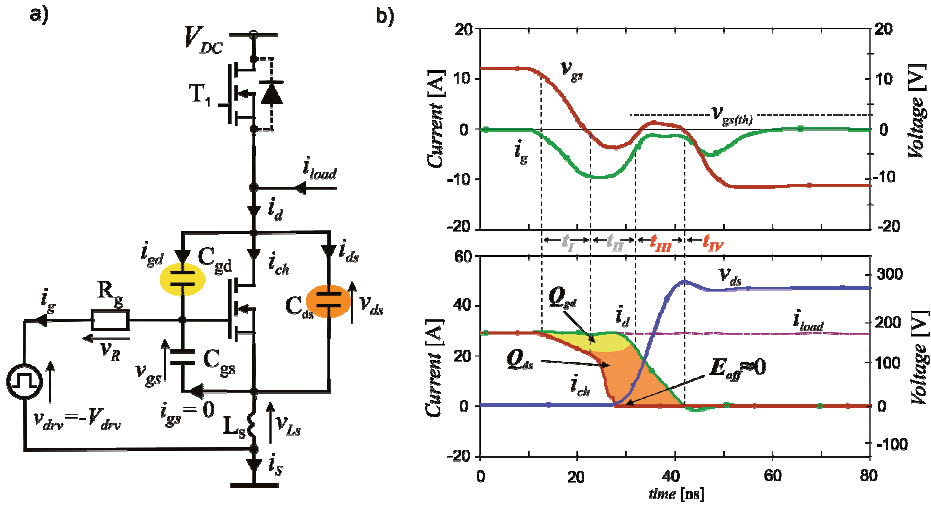 a)
V_DC
T1
i_load
i_d
i_gd
C_gd
i_ch
i_ds
i_g
R_g
C_ds
v_ds
v_R
v_gs
C_gs
v_drv=-V_drv
i_gs = 0
L_s
v_Ls
i_s
b)
20
10
0
-10
-20
Current [A]
v_gs
v_gs(th)
i_g
20
10
0
-10
-20
Voltage [V]
t_I
t_II
t_III
t_IV
60
40
20
0
20
Current [A]
Q_gd
i_d
v_ds
i_load
Q_ds
i_ch
E_off≈0
300
200
100
0
-100
Voltage [V]
0
20
40
60
80
time [ns]